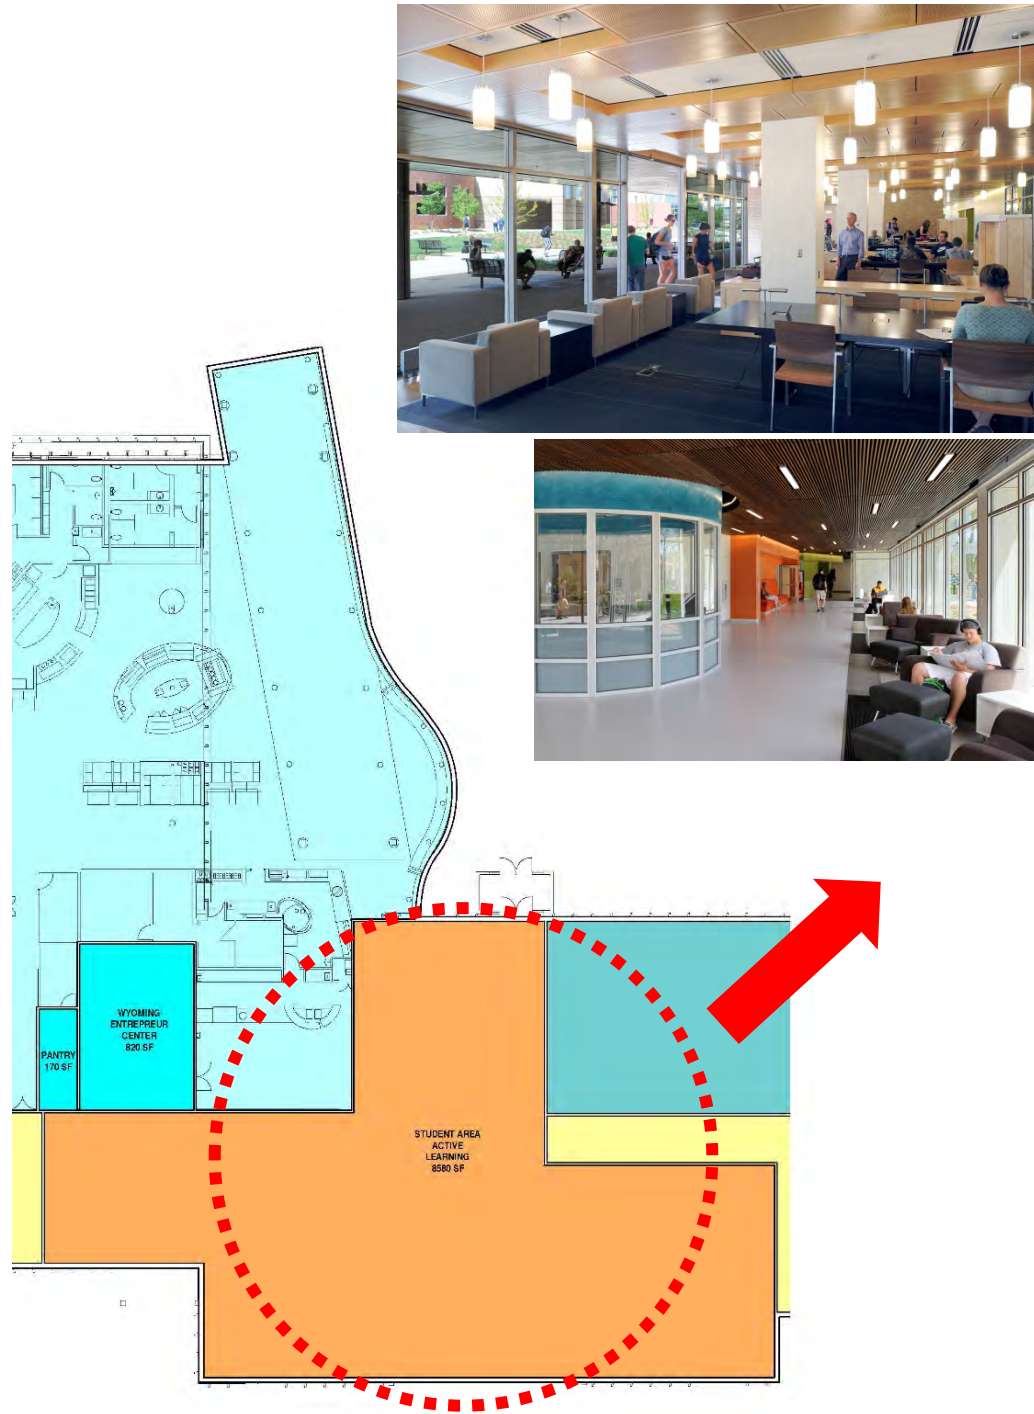 WYOMING
ENTREPREUR
CENTER
820 SF
PANTRY
170 SF
STUDENT AREA
ACTIVE
LEARNING
8580 SF